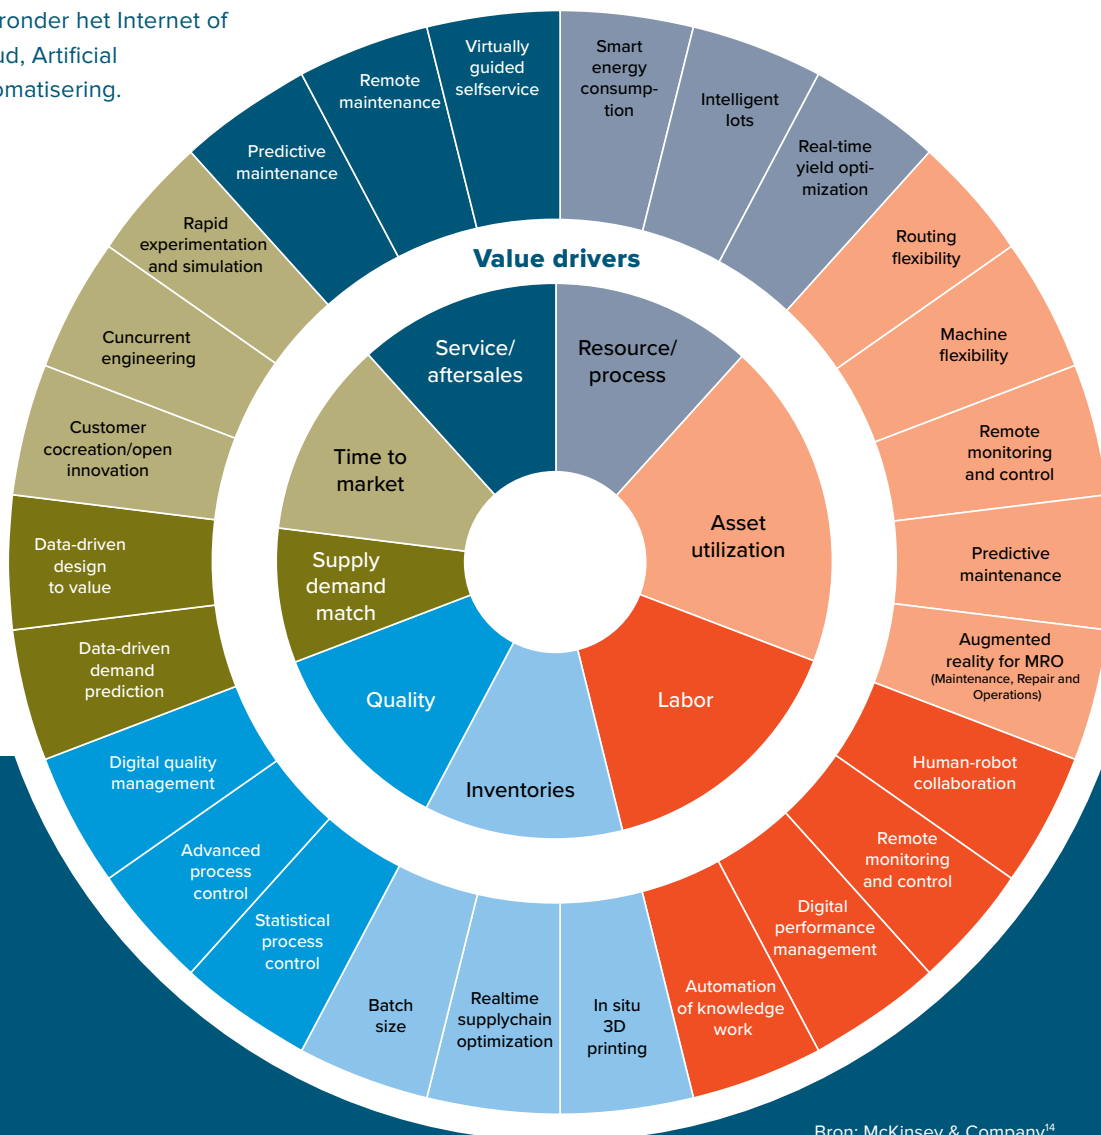 ronder het Internet of
ud, Artificial
omatisering.
Virtually
guided
selfservice
Smart
energy
consump-
tion
Intelligent
lots
Real-time
yield opti-
mization
Routing
flexibility
Machine
flexibility
Remote
monitoring
and control
Predictive
maintenance
Augmented
reality for MRO
(Maintenance, Repair and
Operations)
Human-robot
collaboration
Remote
monitoring
and control
Digital
performance
management
Automation
of knowledge
work
In situ
3D
printing
Realtime
supplychain
optimization
Batch
size
Statistical
process
control
Advanced
process
control
Digital quality
management
Data-driven
demand
prediction
Data-driven
design
to value
Customer
cocreation/open
innovation
Cuncurrent
engineering
Rapid
experimentation
and simulation
Predictive
maintenance
Remote
maintenance
Value drivers
Service/
aftersales
Resource/
process
Asset
utilization
Labor
Inventories
Quality
Supply
demand
match
Time to
market
Bron: McKinsey & Company¹⁴